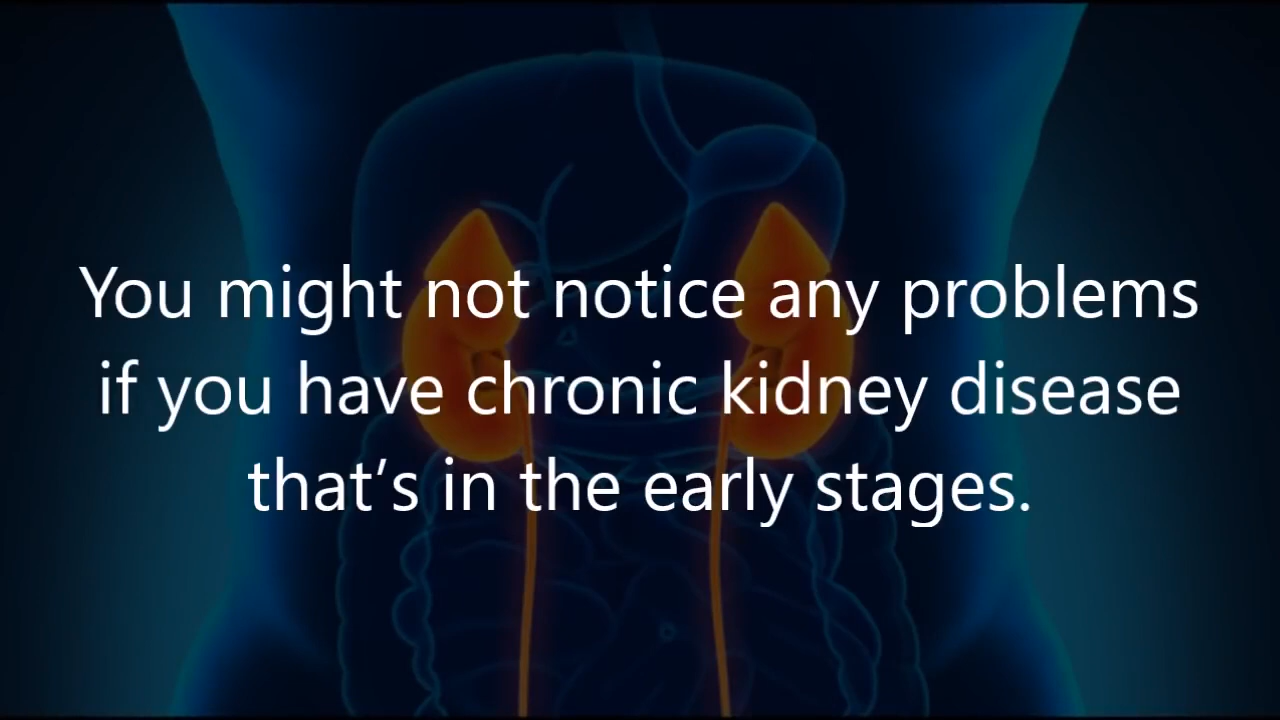 You might not notice any problems
if you have chronic kidney disease
that’s in the early stages.